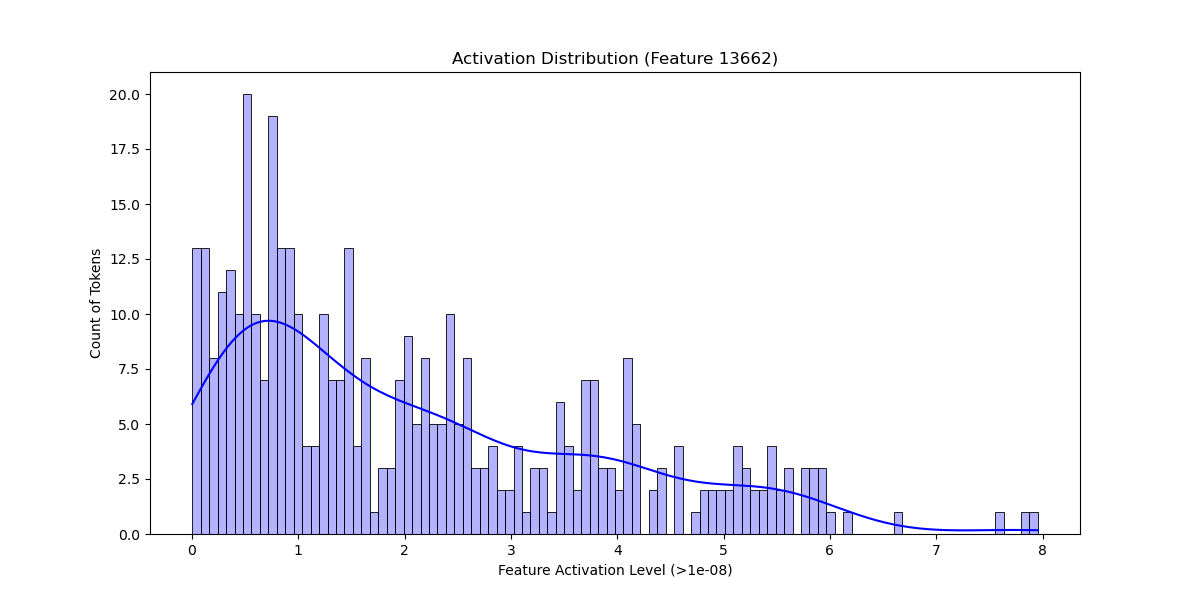 Activation Distribution (Feature 13662)
20.0
17.5
15.0
12.5
10.0
7.5
5.0
2.5
0.0
Count of Tokens
0 1 2 3 4 5 6 7 8
Feature Activation Level (>1e-08)